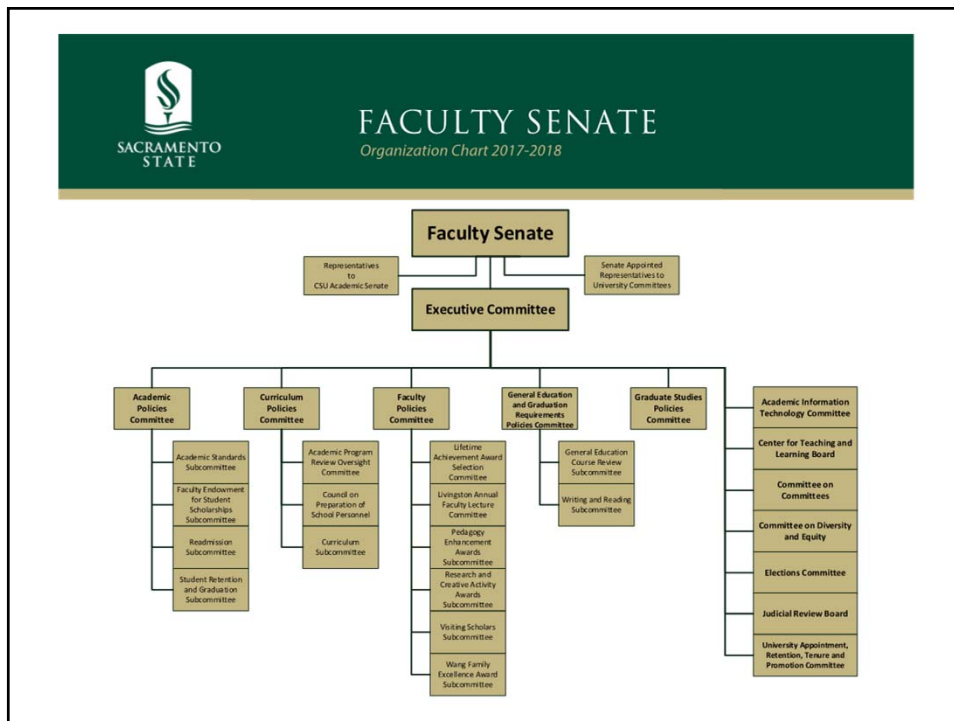 SACRAMENTO
STATE
FACULTY SENATE
Organization Chart 2017-2018
Faculty Senate
Representatives
to
CSU Academic Senate
Senate Appointed
Representatives to
University Committees
Executive Committee
Academic
Policies
Committee
Academic Standards
Subcommittee
Faculty Endowment
for Student
Scholarships
Subcommittee
Readmission
Subcommittee
Student Retention
and Graduation
Subcommittee
Curriculum
Policies
Committee
Academic Program
Review Oversight
Committee
Council on
Preparation of
School Personnel
Curriculum
Subcommittee
Faculty
Policies
Committee
Lifetime
Achievement Award
Selection
Committee
Livingston Annual
Faculty Lecture
Committee
Pedagogy
Enhancement
Awards
Subcommittee
Research and
Creative Activity
Awards
Subcommittee
Visiting Scholars
Subcommittee
Wang Family
Excellence Award
Subcommittee
General Education
and Graduation
Requirements
Policies Committee
General Education
Course Review
Subcommittee
Writing and Reading
Subcommittee
Graduate Studies
Policies
Committee
Academic Information
Technology Committee
Center for Teaching and
Learning Board
Committee on
Committees
Committee on Diversity
and Equity
Elections Committee
Judicial Review Board
University Appointment,
Retention, Tenure and
Promotion Committee